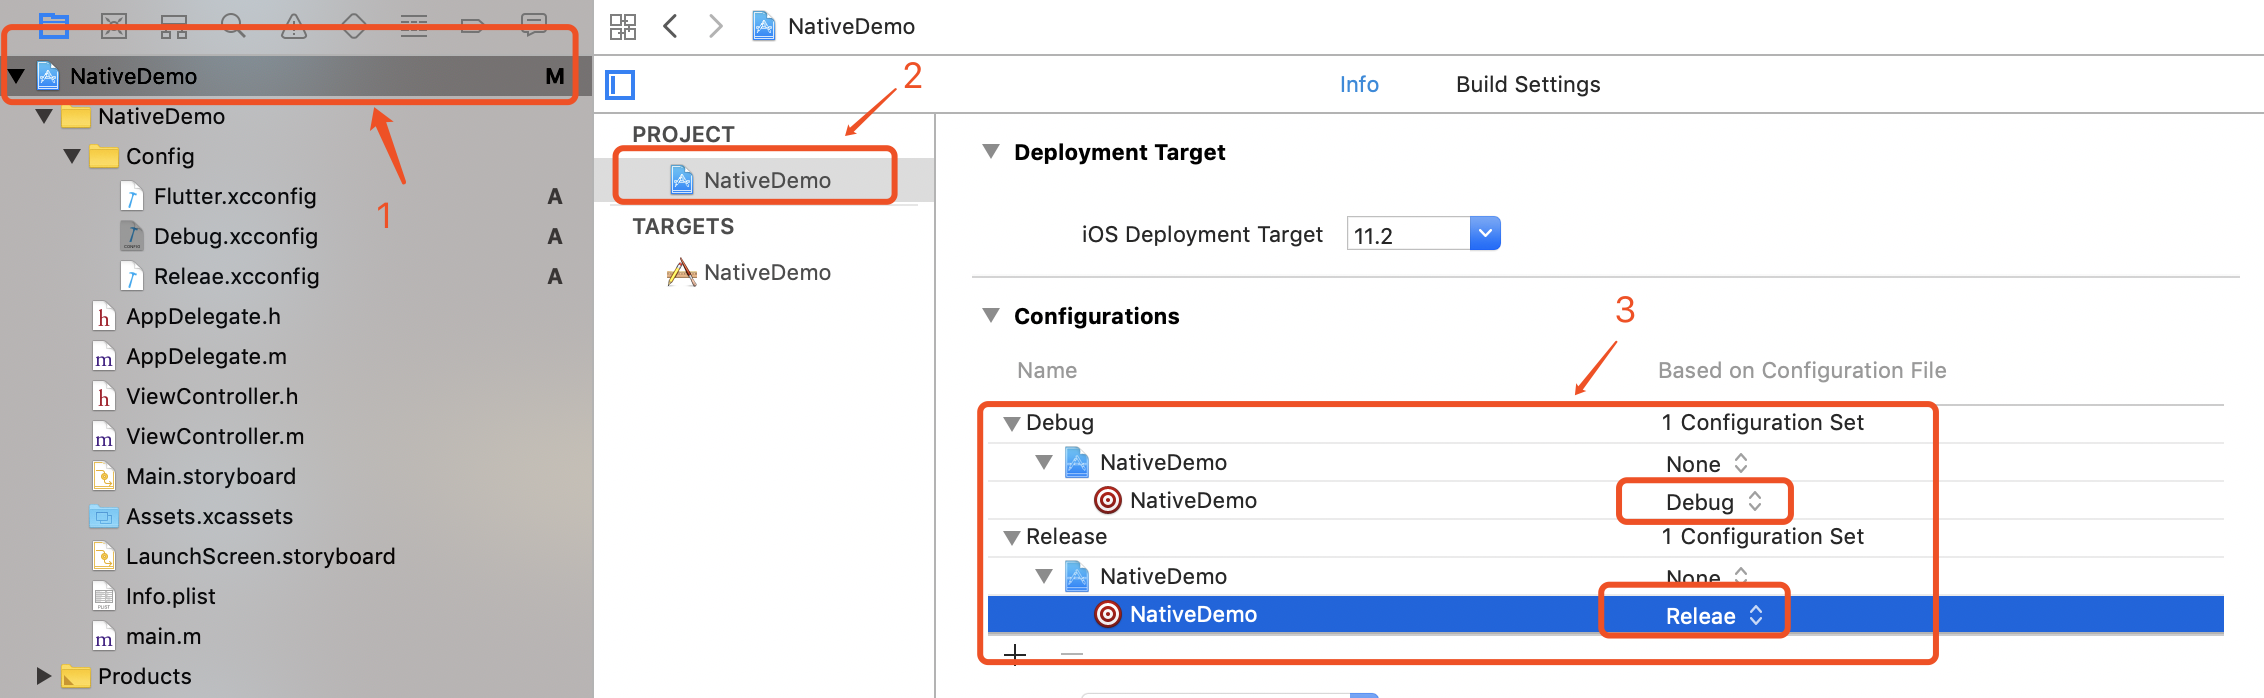 NativeDemo M
NativeDemo
Config
Flutter.xcconfig A
Debug.xcconfig A
Releae.xcconfig A
AppDelegate.h
AppDelegate.m
ViewController.h
ViewController.m
Main.storyboard
Assets.xcassets
LaunchScreen.storyboard
Info.plist
main.m
Products
1
NativeDemo
2
Info Build Settings
PROJECT
NativeDemo
TARGETS
NativeDemo
Deployment Target
iOS Deployment Target 11.2
3
Configurations
Name Based on Configuration File
Debug 1 Configuration Set
NativeDemo None
NativeDemo Debug
Release 1 Configuration Set
NativeDemo None
NativeDemo Releae